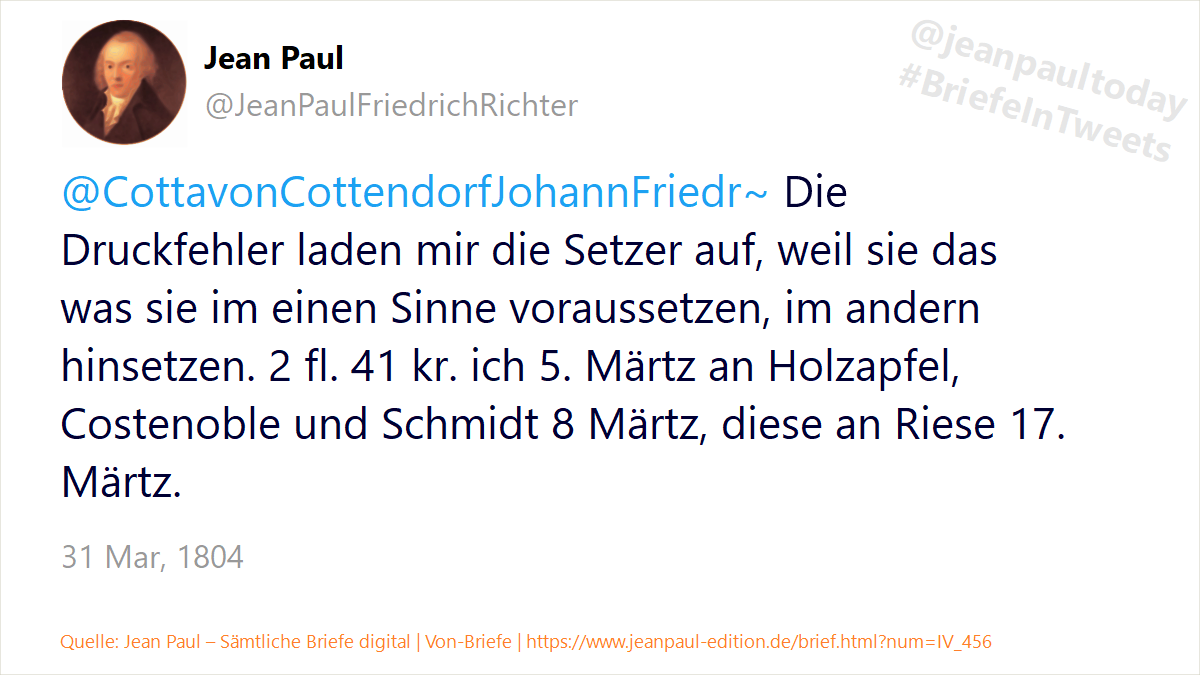 Jean Paul
@JeanPaulFriedrichRichter
@jeanpaultoday
#BriefeInTweets
@CottavonCottendorfJohannFriedr~ Die
Druckfehler laden mir die Setzer auf, weil sie das
was sie im einen Sinne voraussetzen, im andern
hinsetzen. 2 fl. 41 kr. ich 5. Märtz an Holzapfel,
Costenoble und Schmidt 8 Märtz, diese an Riese 17.
Märtz.
31 Mar, 1804
Quelle: Jean Paul – Sämtliche Briefe digital | Von-Briefe | https://www.jeanpaul-edition.de/brief.html?num=IV_456